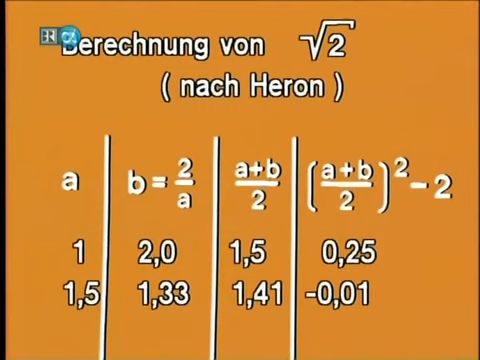 BR α
Berechnung von √2
( nach Heron )
a | b = 2/a | a+b/2 | (a+b/2)² - 2
1 | 2,0 | 1,5 | 0,25
1,5 | 1,33 | 1,41 | -0,01